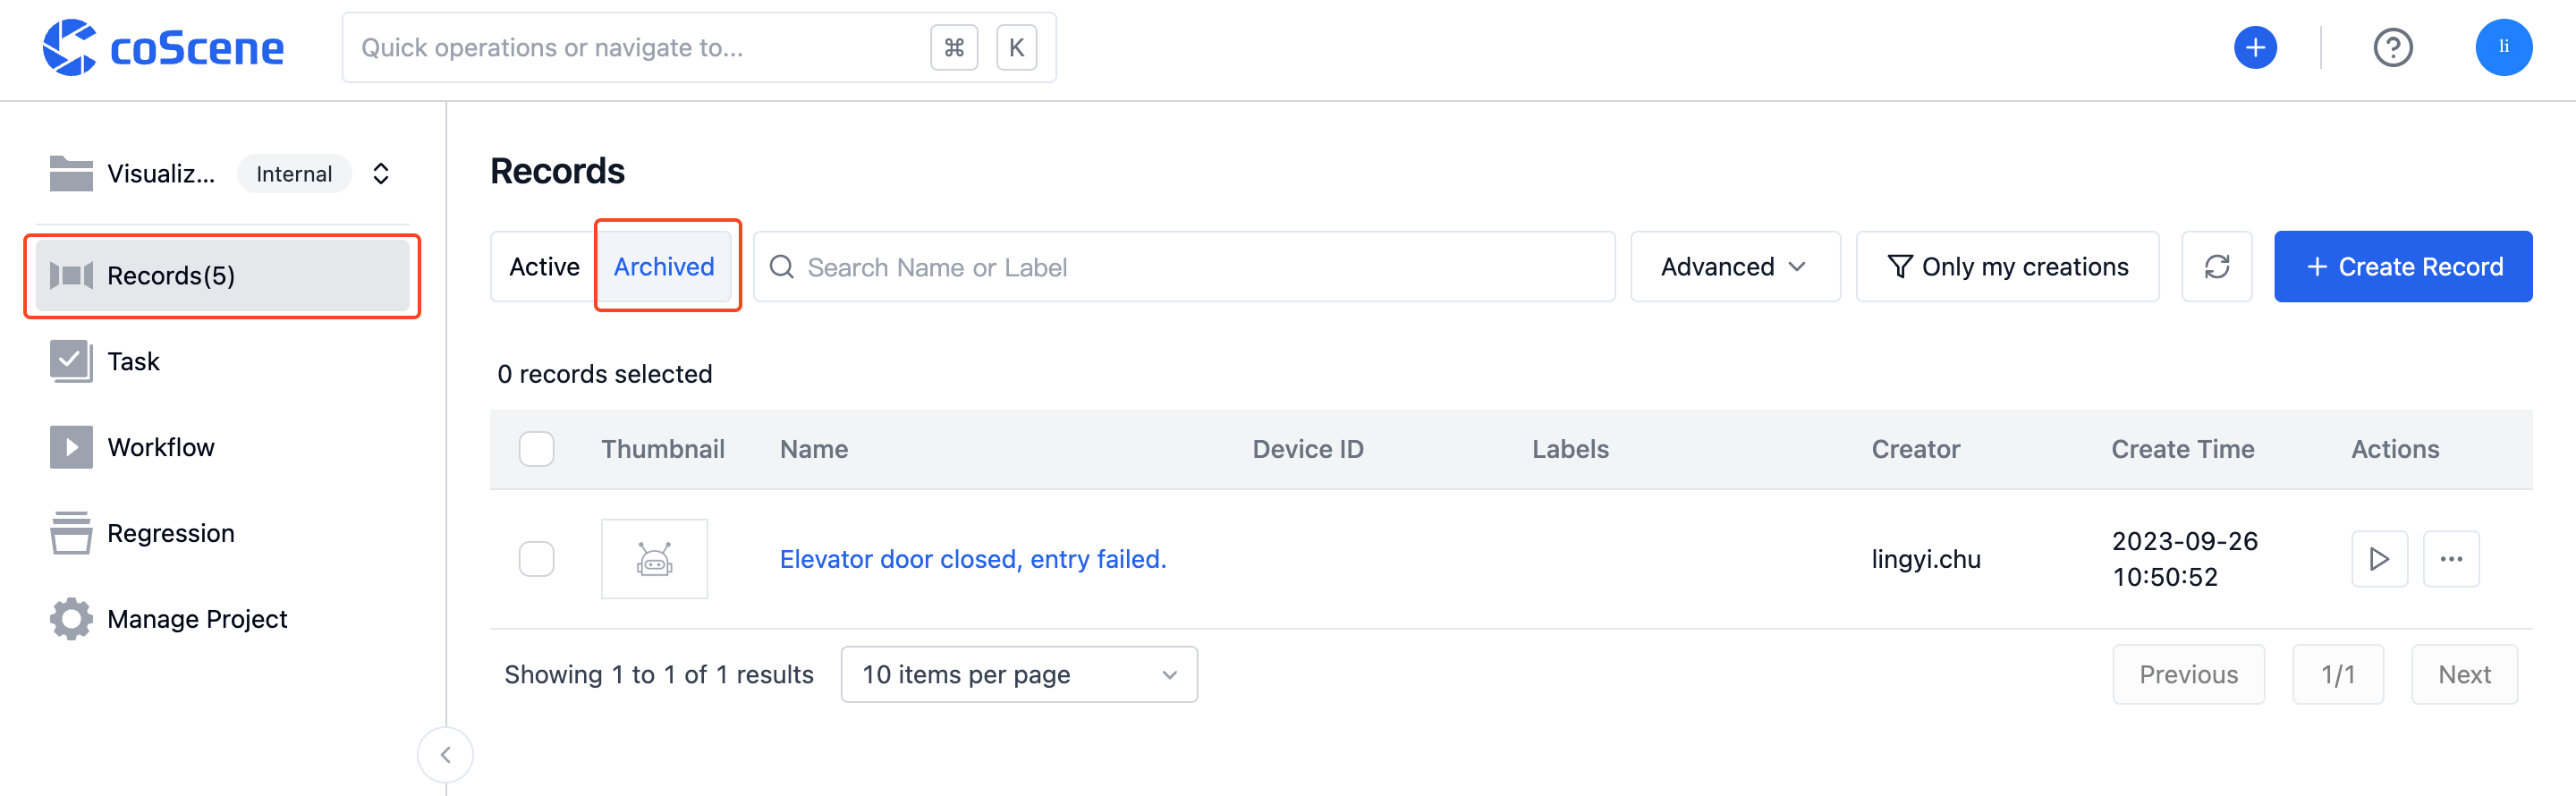 coScene
Quick operations or navigate to...
⌘ K
+
?
li
Visualiz...
Internal
Records(5)
Task
Workflow
Regression
Manage Project
Records
Active
Archived
Search Name or Label
Advanced
Only my creations
+ Create Record
0 records selected
Thumbnail Name Device ID Labels Creator Create Time Actions
Elevator door closed, entry failed.
lingyi.chu
2023-09-26
10:50:52
Showing 1 to 1 of 1 results
10 items per page
Previous
1/1
Next